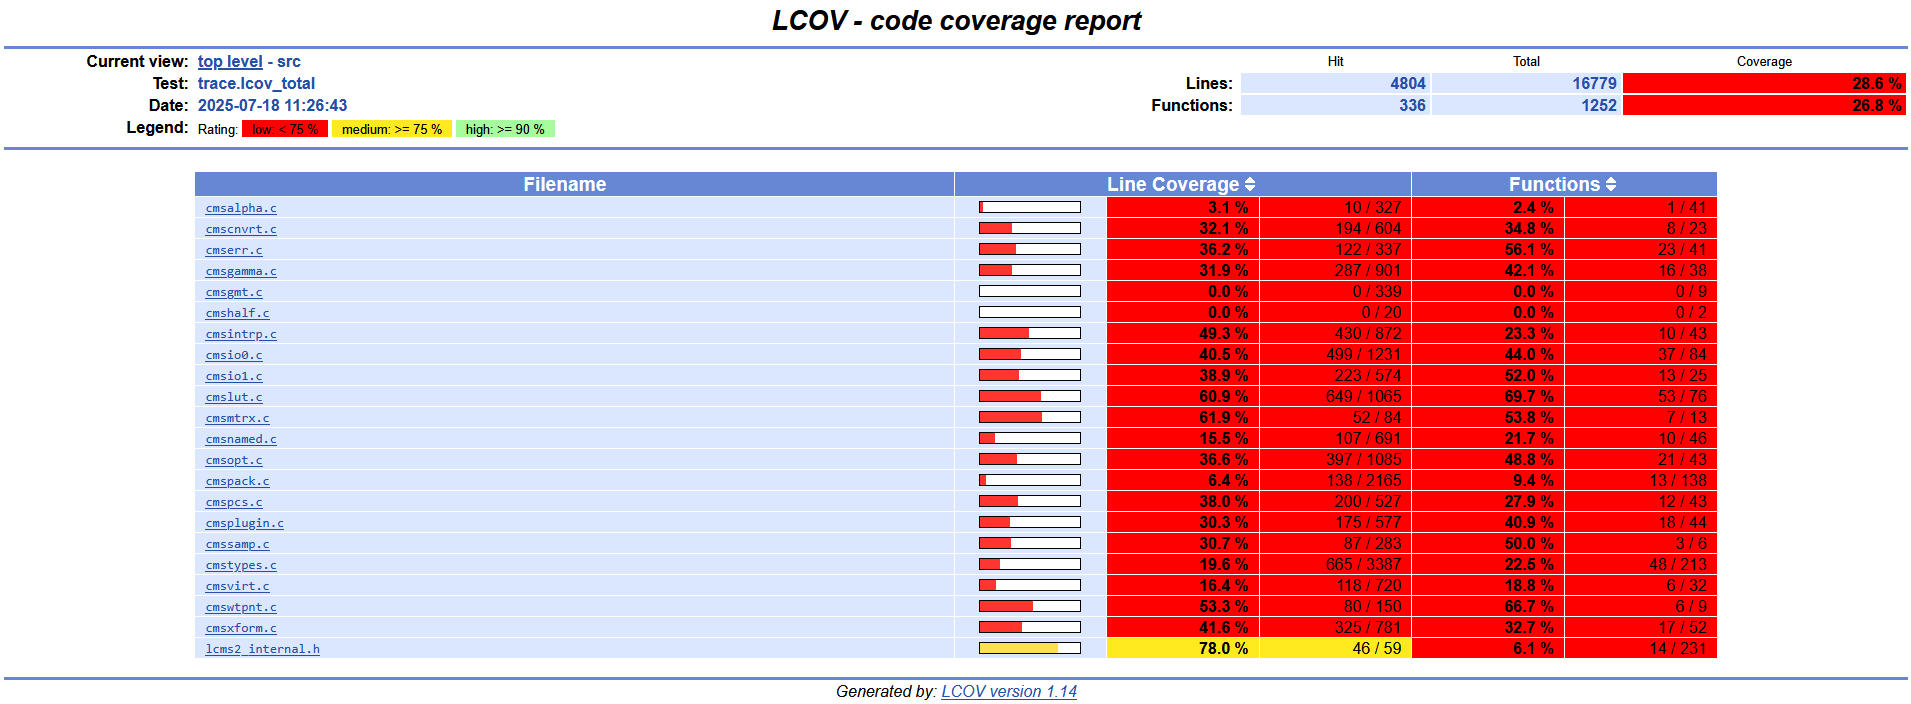 LCOV - code coverage report
Current view: top level - src
Test: trace.lcov_total
Date: 2025-07-18 11:26:43
Legend: Rating: low: < 75 % medium: >= 75 % high: >= 90 %
Hit Total Coverage
Lines: 4804 16779 28.6 %
Functions: 336 1252 26.8 %
Filename Line Coverage Functions
cmsalpha.c 3.1 % 10 / 327 2.4 % 1 / 41
cmscnvrt.c 32.1 % 194 / 604 34.8 % 8 / 23
cmserr.c 36.2 % 122 / 337 56.1 % 23 / 41
cmsgamma.c 31.9 % 287 / 901 42.1 % 16 / 38
cmsgmt.c 0.0 % 0 / 339 0.0 % 0 / 9
cmshalf.c 0.0 % 0 / 20 0.0 % 0 / 2
cmsintrp.c 49.3 % 430 / 872 23.3 % 10 / 43
cmsio0.c 40.5 % 499 / 1231 44.0 % 37 / 84
cmsio1.c 38.9 % 223 / 574 52.0 % 13 / 25
cmslut.c 60.9 % 649 / 1065 69.7 % 53 / 76
cmsmtrx.c 61.9 % 52 / 84 53.8 % 7 / 13
cmsnamed.c 15.5 % 107 / 691 21.7 % 10 / 46
cmsopt.c 36.6 % 397 / 1085 48.8 % 21 / 43
cmspack.c 6.4 % 138 / 2165 9.4 % 13 / 138
cmspcs.c 38.0 % 200 / 527 27.9 % 12 / 43
cmsplugin.c 30.3 % 175 / 577 40.9 % 18 / 44
cmssamp.c 30.7 % 87 / 283 50.0 % 3 / 6
cmstypes.c 19.6 % 665 / 3387 22.5 % 48 / 213
cmsvirt.c 16.4 % 118 / 720 18.8 % 6 / 32
cmswtpnt.c 53.3 % 80 / 150 66.7 % 6 / 9
cmsxform.c 41.6 % 325 / 781 32.7 % 17 / 52
lcms2_internal.h 78.0 % 46 / 59 6.1 % 14 / 231
Generated by: LCOV version 1.14